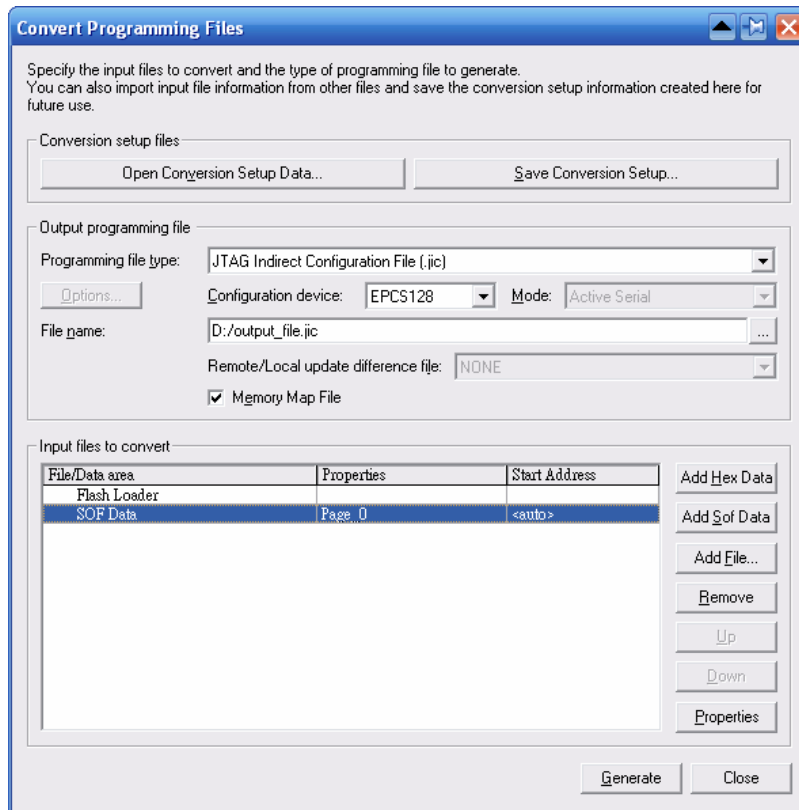 Convert Programming Files
Specify the input files to convert and the type of programming file to generate.
You can also import input file information from other files and save the conversion setup information created here for
future use.
Conversion setup files
Open Conversion Setup Data...
Save Conversion Setup...
Output programming file
Programming file type:
JTAG Indirect Configuration File (.jic)
Options...
Configuration device:
EPCS128
Mode:
Active Serial
File name:
D:/output_file.jic
...
Remote/Local update difference file:
NONE
Memory Map File
Input files to convert
File/Data area Properties Start Address
Flash Loader
SOF Data Page_0 <auto>
Add Hex Data
Add Sof Data
Add File...
Remove
Up
Down
Properties
Generate
Close